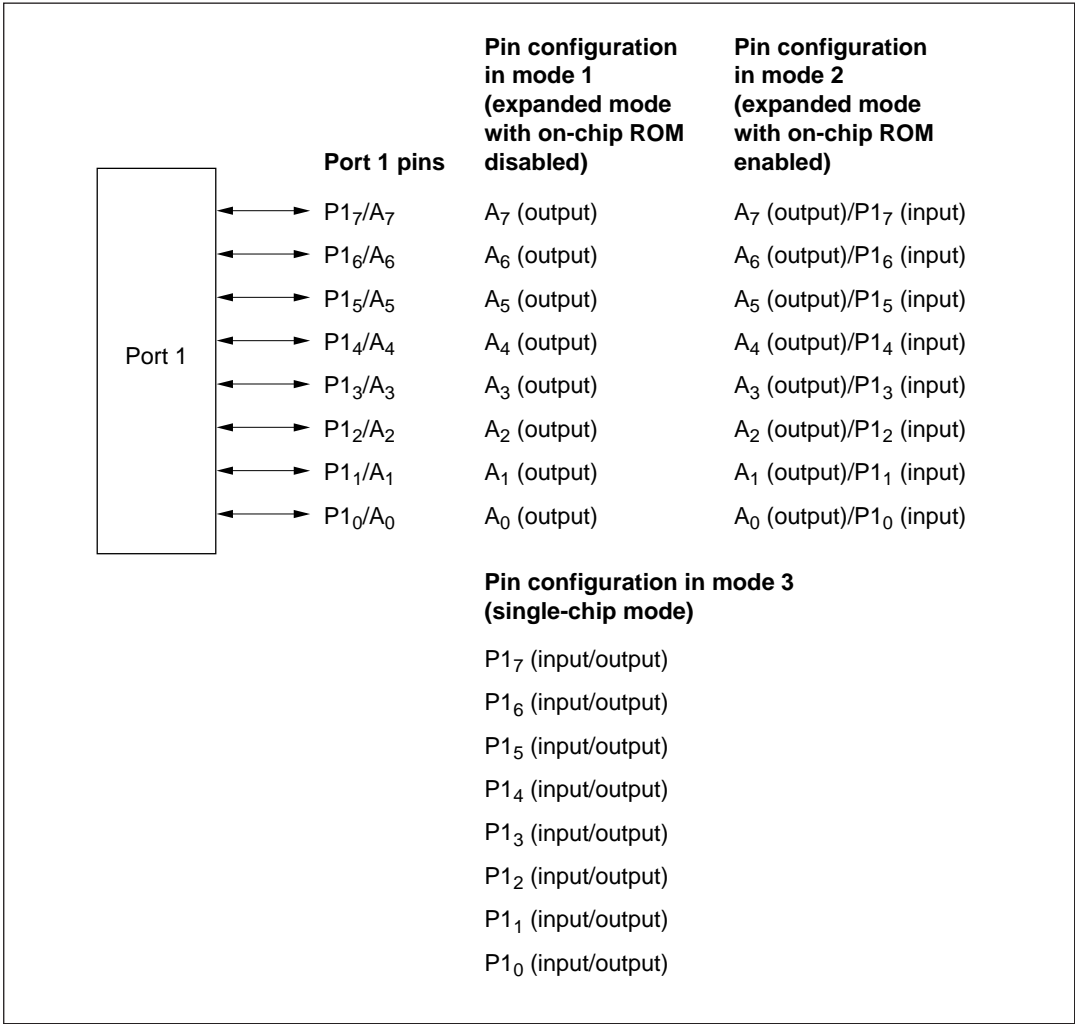 Pin configuration in mode 1 (expanded mode with on-chip ROM disabled)
Pin configuration in mode 2 (expanded mode with on-chip ROM enabled)
Port 1 pins
Port 1
P1₇/A₇ A₇ (output) A₇ (output)/P1₇ (input)
P1₆/A₆ A₆ (output) A₆ (output)/P1₆ (input)
P1₅/A₅ A₅ (output) A₅ (output)/P1₅ (input)
P1₄/A₄ A₄ (output) A₄ (output)/P1₄ (input)
P1₃/A₃ A₃ (output) A₃ (output)/P1₃ (input)
P1₂/A₂ A₂ (output) A₂ (output)/P1₂ (input)
P1₁/A₁ A₁ (output) A₁ (output)/P1₁ (input)
P1₀/A₀ A₀ (output) A₀ (output)/P1₀ (input)
Pin configuration in mode 3
(single-chip mode)
P1₇ (input/output)
P1₆ (input/output)
P1₅ (input/output)
P1₄ (input/output)
P1₃ (input/output)
P1₂ (input/output)
P1₁ (input/output)
P1₀ (input/output)